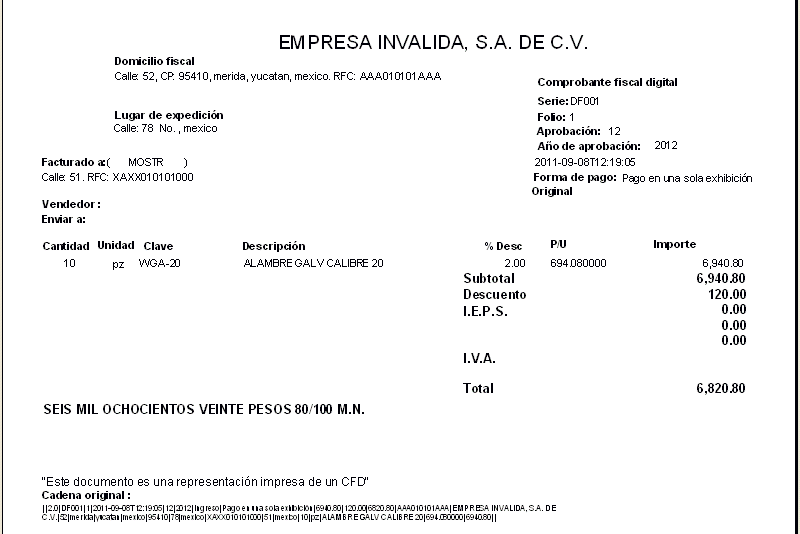 EMPRESA INVALIDA, S.A. DE C.V.
Domicilio fiscal
Calle: 52, CP: 95410, merida, yucatan, mexico. RFC: AAA010101AAA
Comprobante fiscal digital
Serie: DF001
Lugar de expedición
Folio: 1
Calle: 78 No. , mexico
Aprobación: 12
Año de aprobación: 2012
Facturado a:( MOSTR )
2011-09-08T12:19:05
Calle: 51. RFC: XAXX010101000
Forma de pago: Pago en una sola exhibición
Original
Vendedor :
Enviar a:
Cantidad Unidad Clave Descripción % Desc P/U Importe
10 pz WGA-20 ALAMBRE GALV CALIBRE 20 2.00 694.080000 6,940.80
Subtotal 6,940.80
Descuento 120.00
I.E.P.S. 0.00
0.00
0.00
I.V.A.
Total 6,820.80
SEIS MIL OCHOCIENTOS VEINTE PESOS 80/100 M.N.
"Este documento es una representación impresa de un CFD"
Cadena original :
||2.0|DF001|1|2011-09-08T12:19:05|12|2012|ingreso|Pago en una sola exhibición|6940.80|120.00|6820.80|AAA010101AAA|EMPRESA INVALIDA, S.A. DE
C.V.|52|merida|yucatan|mexico|95410|78|mexico|XAXX010101000|51|mexico|10|pz|ALAMBRE GALV CALIBRE 20|694.080000|6940.80||